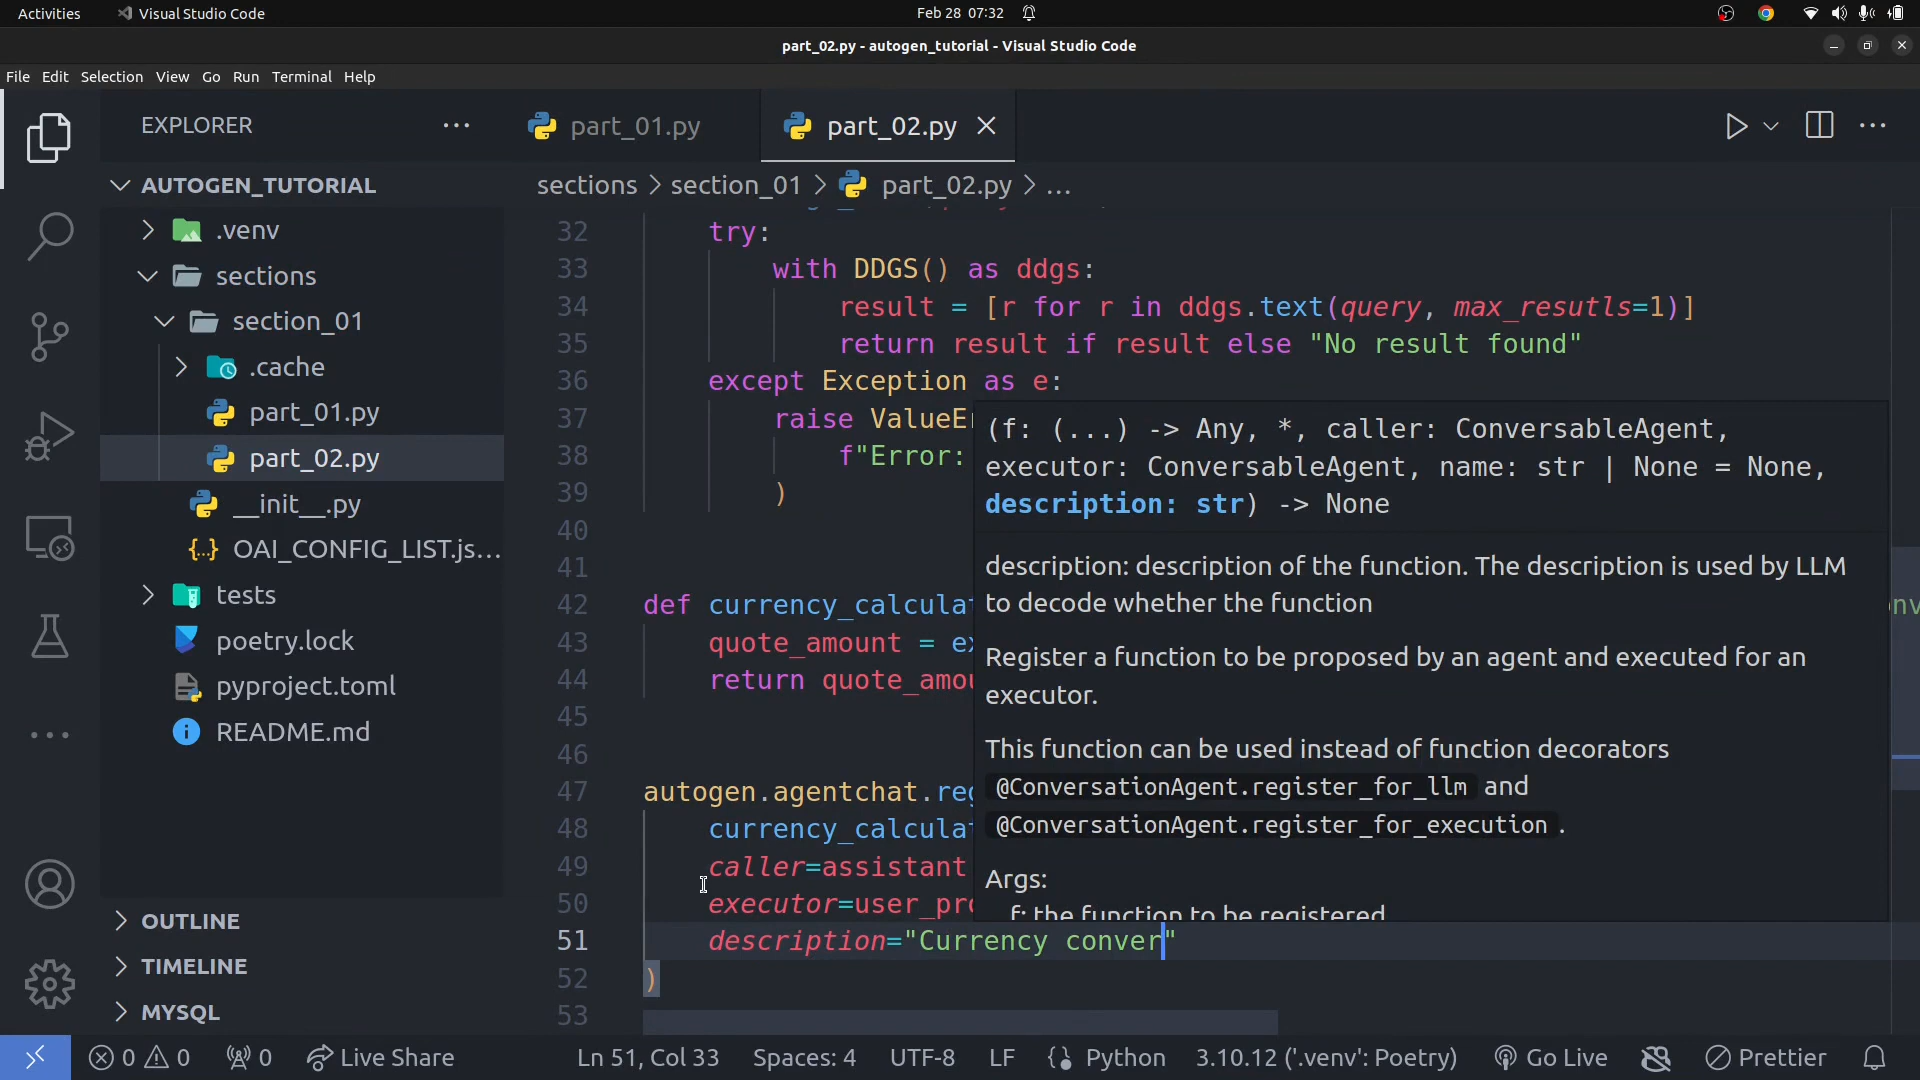 Activities
Visual Studio Code
Feb 28 07:32
part_02.py - autogen_tutorial - Visual Studio Code
File Edit Selection View Go Run Terminal Help
EXPLORER
AUTOGEN_TUTORIAL
.venv
sections
section_01
.cache
part_01.py
part_02.py
__init__.py
OAI_CONFIG_LIST.js...
tests
poetry.lock
pyproject.toml
README.md
OUTLINE
TIMELINE
MYSQL
part_01.py
part_02.py
sections > section_01 > part_02.py > ...
32 try:
33 with DDGS() as ddgs:
34 result = [r for r in ddgs.text(query, max_resutls=1)]
35 return result if result else "No result found"
36 except Exception as e:
37 raise ValueEr
38 f"Error:
39 )
40
41
42 def currency_calculat
43 quote_amount = ex
44 return quote_amou
45
46
47 autogen.agentchat.reg
48 currency_calculat
49 caller=assistant
50 executor=user_pro
51 description="Currency conver"
52 )
53
(f: (...) -> Any, *, caller: ConversableAgent,
executor: ConversableAgent, name: str | None = None,
description: str) -> None
description: description of the function. The description is used by LLM
to decode whether the function
Register a function to be proposed by an agent and executed for an
executor.
This function can be used instead of function decorators
@ConversationAgent.register_for_llm and
@ConversationAgent.register_for_execution .
Args:
f: the function to be registered
0 0 0 Live Share Ln 51, Col 33 Spaces: 4 UTF-8 LF Python 3.10.12 ('.venv': Poetry) Go Live Prettier